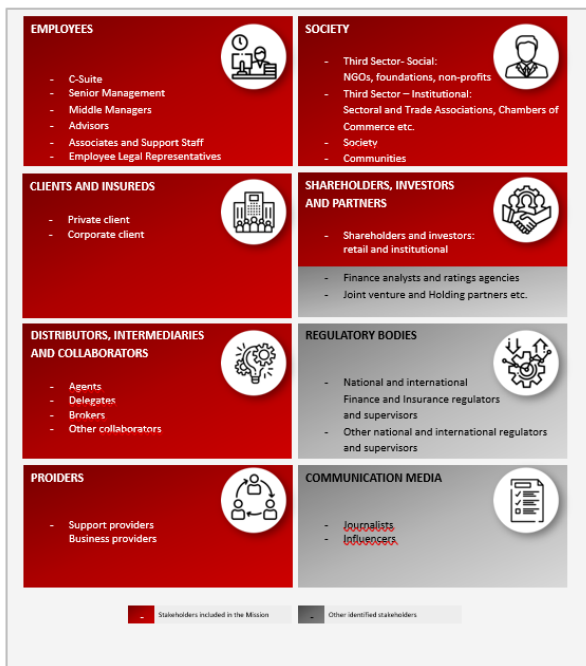 EMPLOYEES
- C-Suite
- Senior Management
- Middle Managers
- Advisors
- Associates and Support Staff
- Employee Legal Representatives
SOCIETY
- Third Sector- Social:
NGOs, foundations, non-profits
- Third Sector – Institutional:
Sectoral and Trade Associations, Chambers of
Commerce etc.
- Society
- Communities
CLIENTS AND INSUREDS
- Private client
- Corporate client
SHAREHOLDERS, INVESTORS
AND PARTNERS
- Shareholders and investors:
retail and institutional
- Finance analysts and ratings agencies
- Joint venture and Holding partners etc.
DISTRIBUTORS, INTERMEDIARIES
AND COLLABORATORS
- Agents
- Delegates
- Brokers
- Other collaborators
REGULATORY BODIES
- National and international
Finance and Insurance regulators
and supervisors
- Other national and international regulators
and supervisors
PROIDERS
- Support providers
Business providers
COMMUNICATION MEDIA
- Journalists
- Influencers
- Stakeholders included in the Mission
- Other identified stakeholders